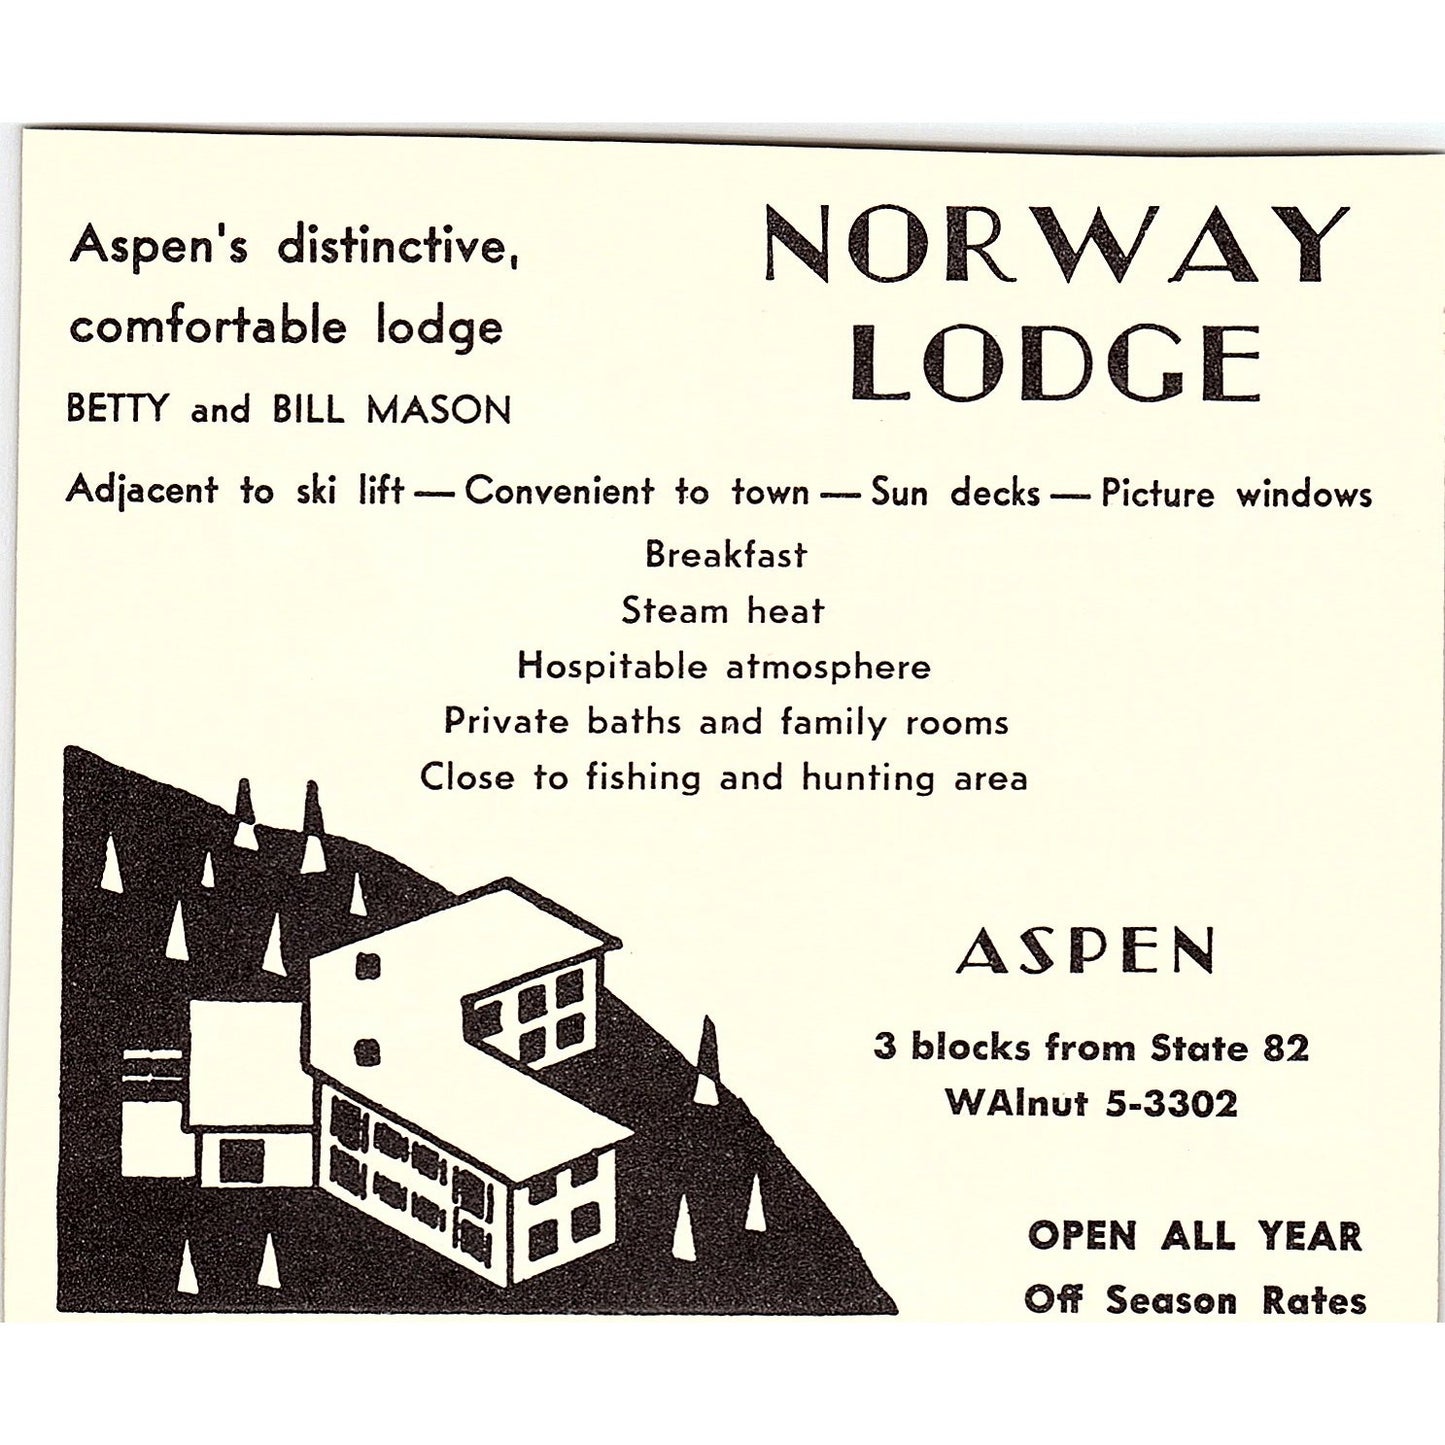 Aspen's distinctive,
comfortable lodge
BETTY and BILL MASON
NORWAY
LODGE
Adjacent to ski lift — Convenient to town — Sun decks — Picture windows
Breakfast
Steam heat
Hospitable atmosphere
Private baths and family rooms
Close to fishing and hunting area
ASPEN
3 blocks from State 82
WAlnut 5-3302
OPEN ALL YEAR
Off Season Rates